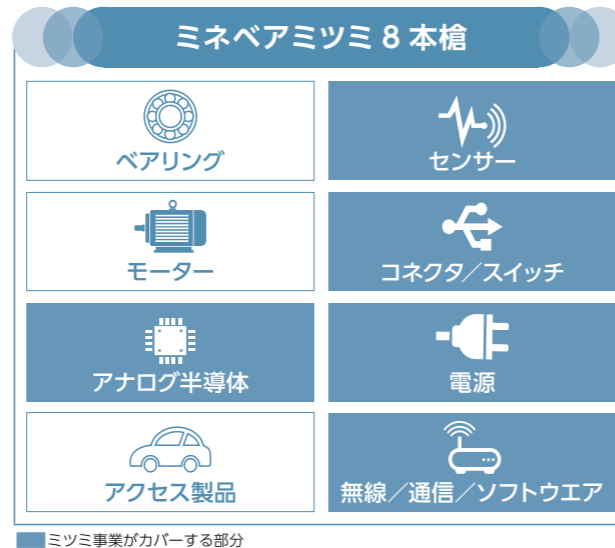 ミネベアミツミ 8 本槍
ベアリング
センサー
モーター
コネクタ／スイッチ
アナログ半導体
電源
アクセス製品
無線／通信／ソフトウエア
ミツミ事業がカバーする部分